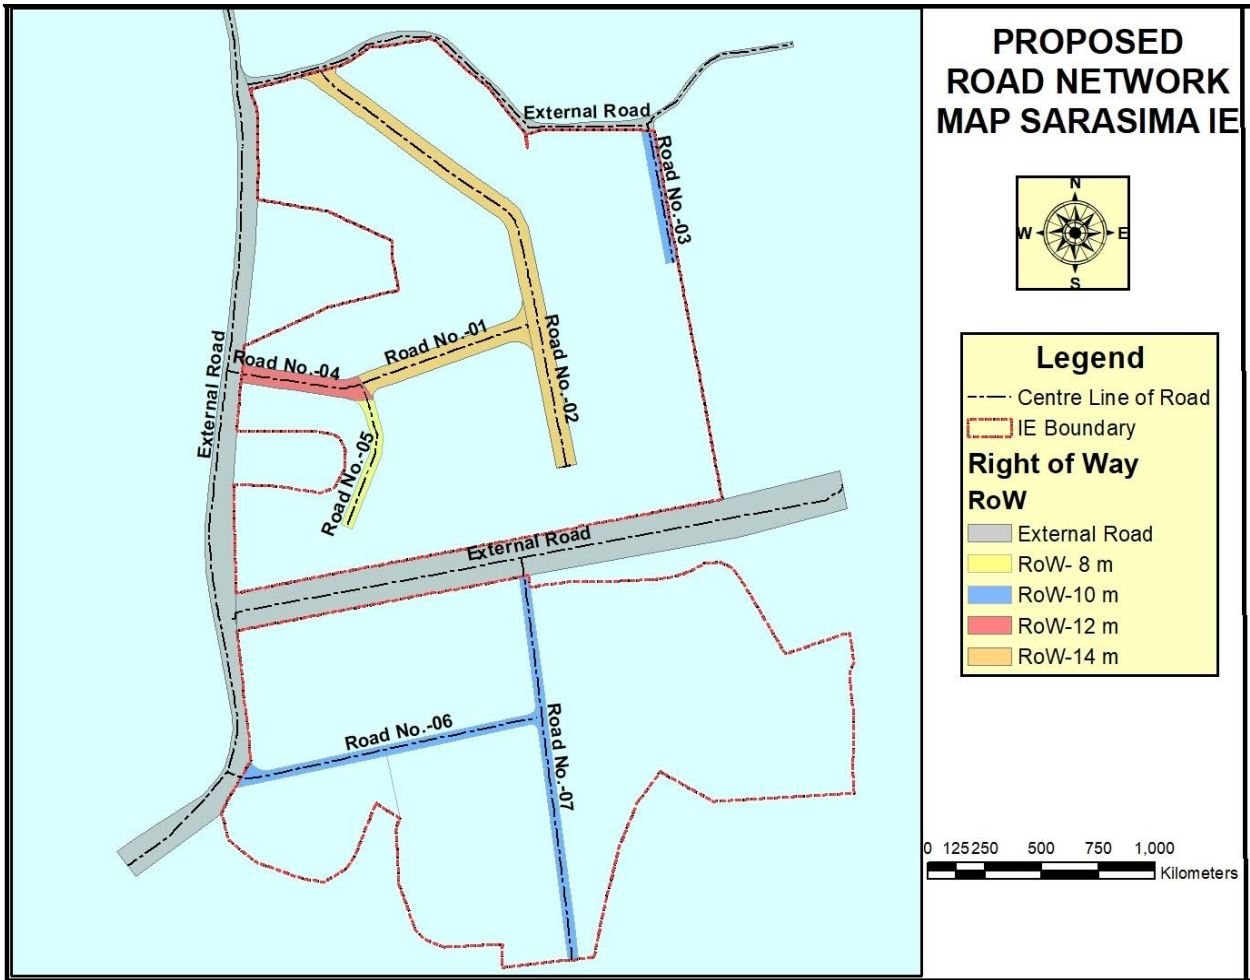 PROPOSED
ROAD NETWORK
MAP SARASIMA IE
External Road
Road No.-03
Road No.-01
Road No.-02
Road No.-04
External Road
Road No.-05
External Road
Road No.-06
Road No.-07
N
W E
S
Legend
Centre Line of Road
IE Boundary
Right of Way
RoW
External Road
RoW- 8 m
RoW-10 m
RoW-12 m
RoW-14 m
0 125 250 500 750 1,000
Kilometers